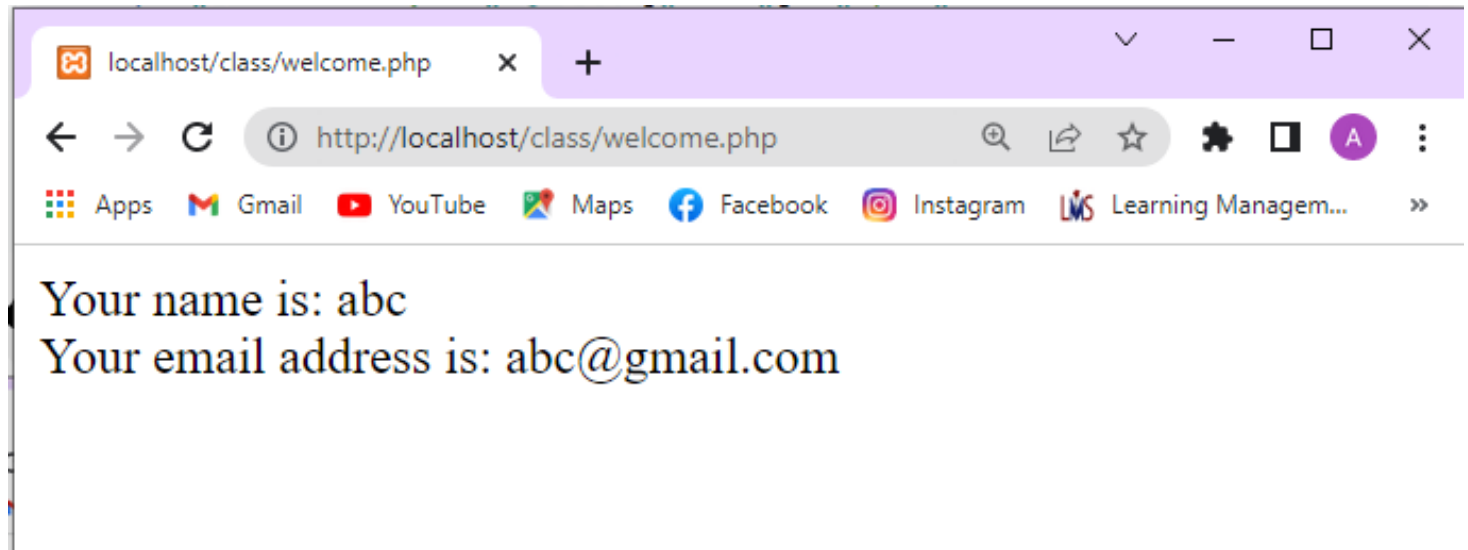 localhost/class/welcome.php
http://localhost/class/welcome.php
A
Apps Gmail YouTube Maps Facebook Instagram LMS Learning Managem... »
Your name is: abc
Your email address is: abc@gmail.com